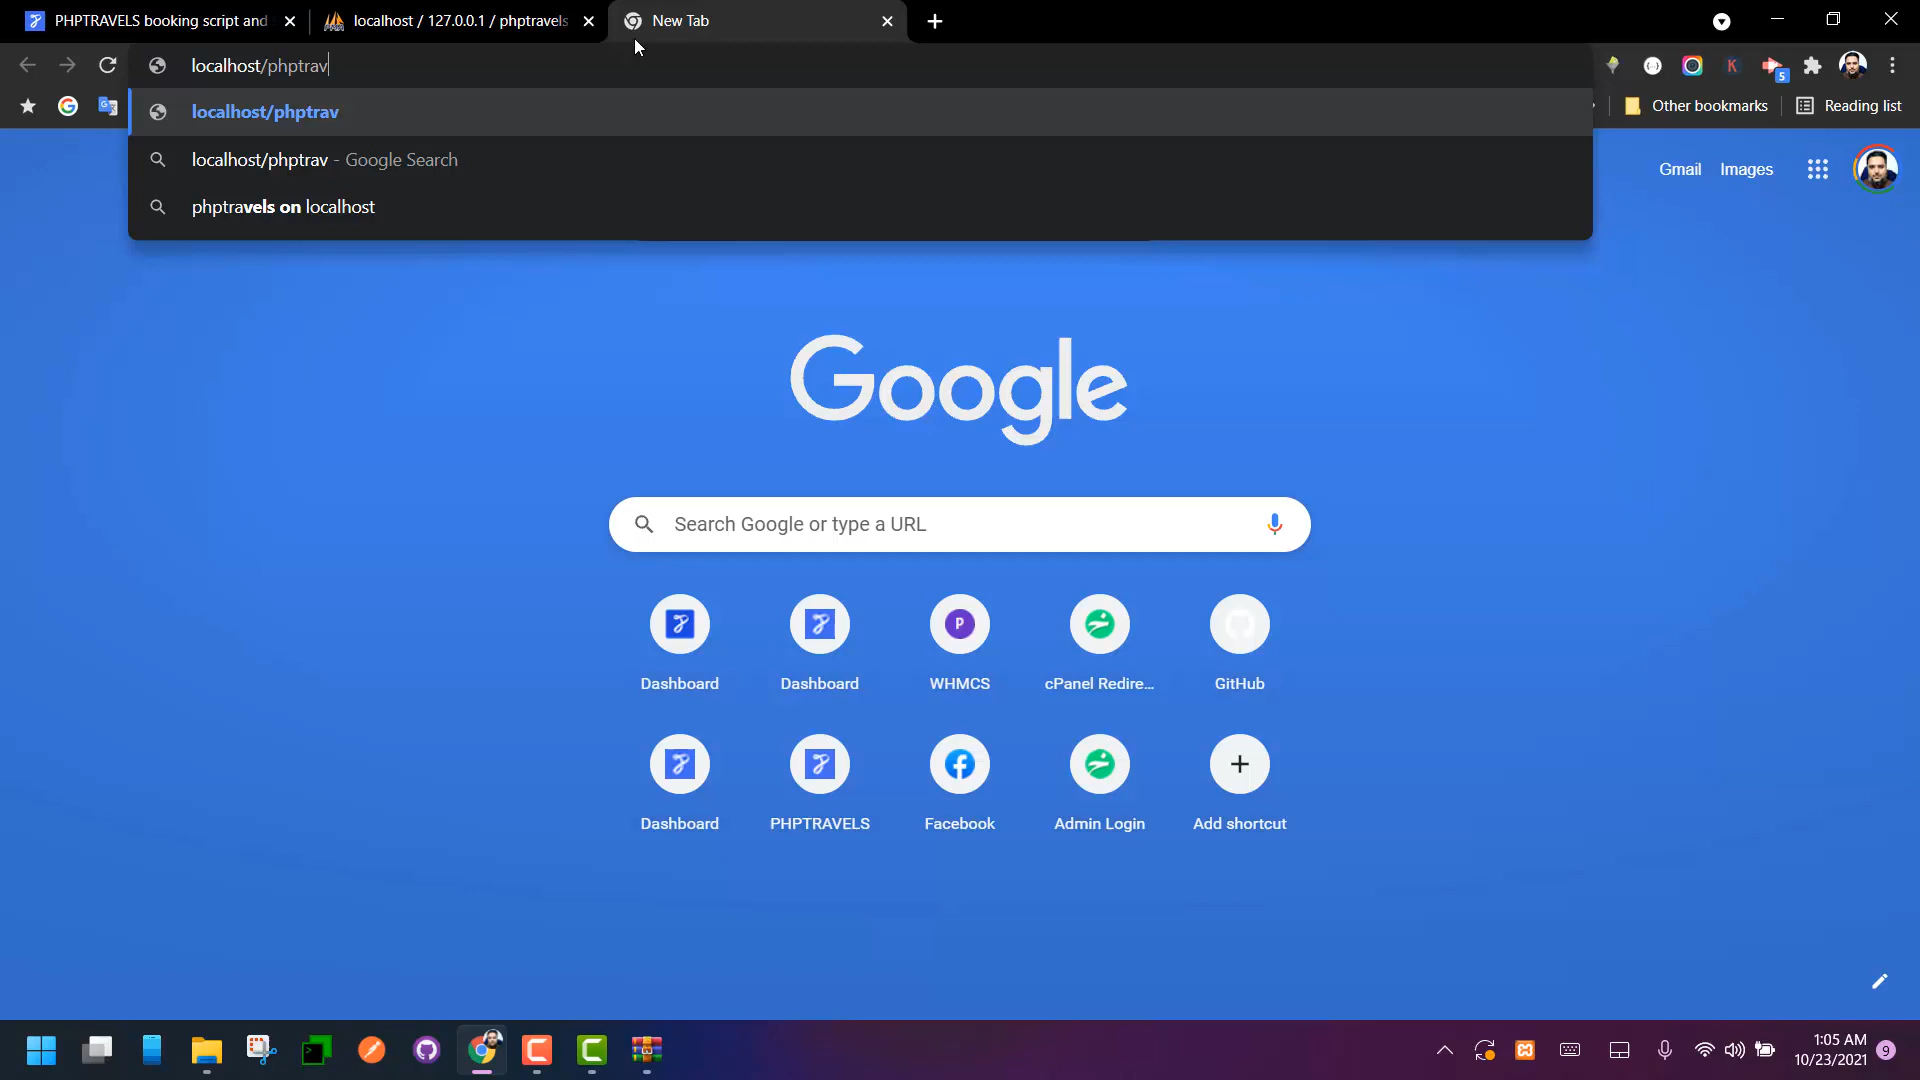 PHPTRAVELS booking script and
localhost / 127.0.0.1 / phptravels
New Tab
localhost/phptrav
K
5
localhost/phptrav
localhost/phptrav - Google Search
phptravels on localhost
Other bookmarks
Reading list
Gmail
Images
Google
Search Google or type a URL
P
Dashboard
Dashboard
WHMCS
cPanel Redire...
GitHub
Dashboard
PHPTRAVELS
Facebook
Admin Login
Add shortcut
1:05 AM
10/23/2021
9